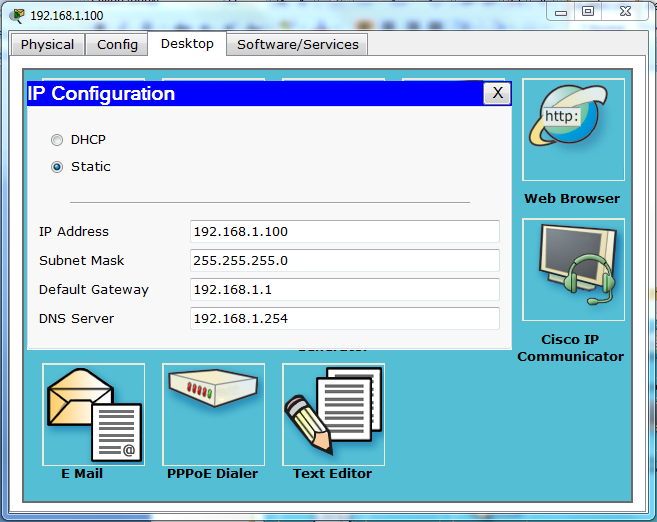 192.168.1.100
Physical Config Desktop Software/Services
IP Configuration X
DHCP
Static
IP Address 192.168.1.100
Subnet Mask 255.255.255.0
Default Gateway 192.168.1.1
DNS Server 192.168.1.254
http:
Web Browser
Cisco IP
Communicator
@
E Mail PPPoE Dialer Text Editor